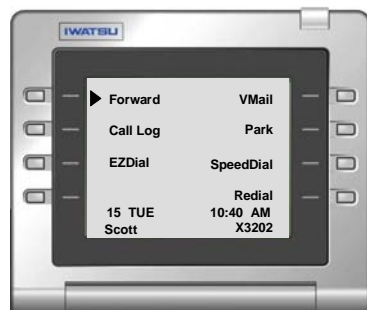 IWATSU
Forward VMail
Call Log Park
EZDial SpeedDial
Redial
15 TUE 10:40 AM
Scott X3202